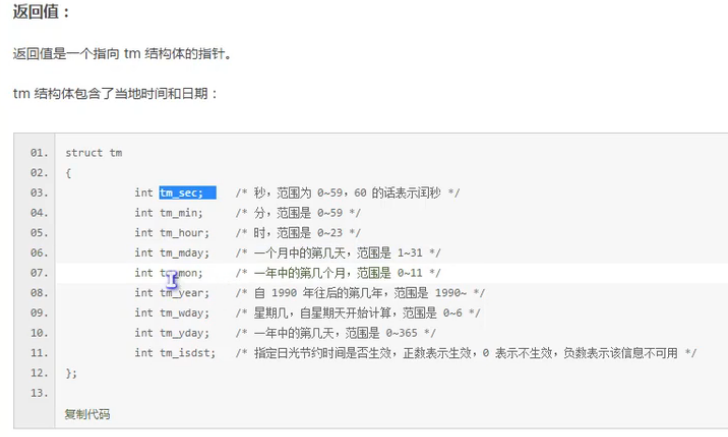 返回值：
返回值是一个指向 tm 结构体的指针。
tm 结构体包含了当地时间和日期：
01. struct tm
02. {
03. int tm_sec; /* 秒，范围为 0~59，60 的话表示闰秒 */
04. int tm_min; /* 分，范围是 0~59 */
05. int tm_hour; /* 时，范围是 0~23 */
06. int tm_mday; /* 一个月中的第几天，范围是 1~31 */
07. int tm_mon; /* 一年中的第几个月，范围是 0~11 */
08. int tm_year; /* 自 1990 年往后的第几年，范围是 1990~ */
09. int tm_wday; /* 星期几，自星期天开始计算，范围是 0~6 */
10. int tm_yday; /* 一年中的第几天，范围是 0~365 */
11. int tm_isdst; /* 指定日光节约时间是否生效，正数表示生效，0 表示不生效，负数表示该信息不可用 */
12. };
13.
复制代码